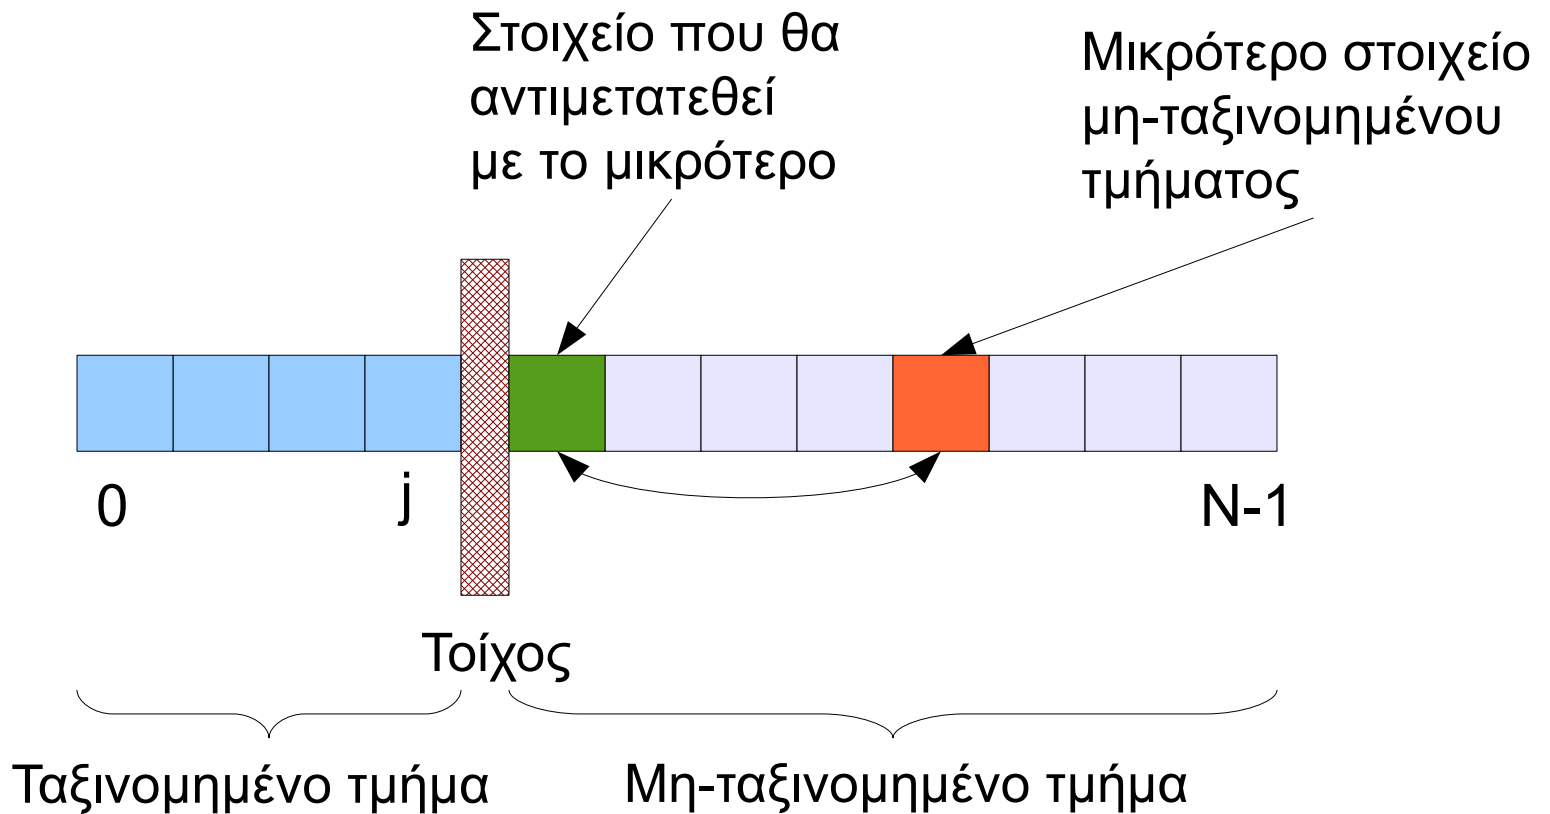 Στοιχείο που θα
αντιμετατεθεί
με το μικρότερο
Μικρότερο στοιχείο
μη-ταξινομημένου
τμήματος
0
j
N-1
Τοίχος
Ταξινομημένο τμήμα
Μη-ταξινομημένο τμήμα